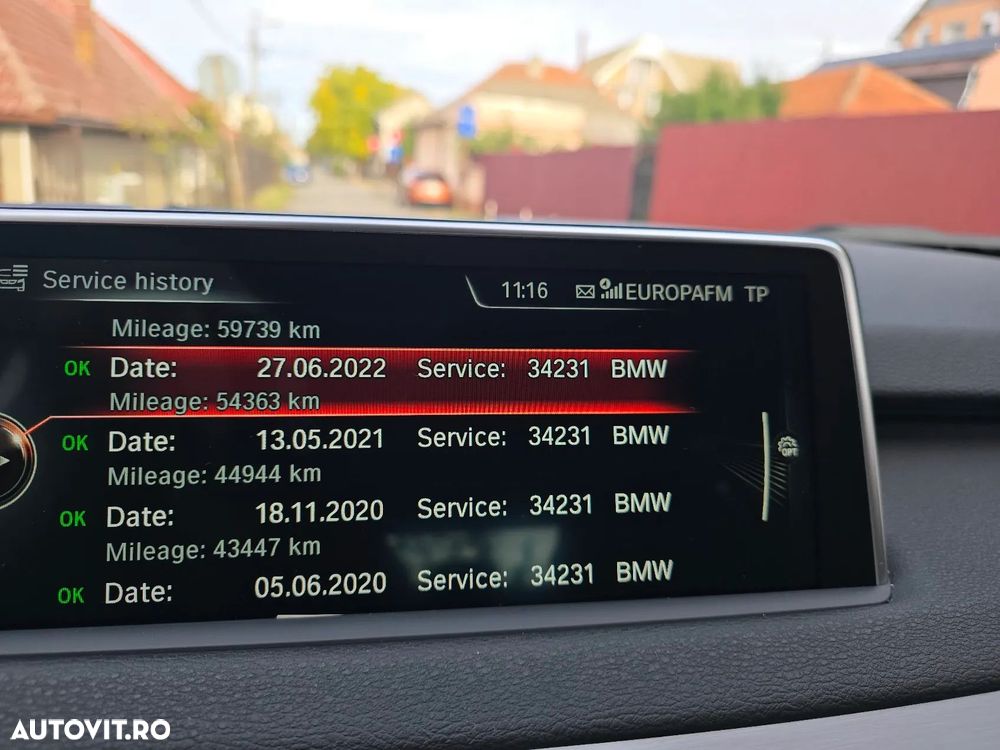 Service history
11:16 EUROPAFM TP
Mileage: 59739 km
OK Date: 27.06.2022 Service: 34231 BMW
Mileage: 54363 km
OK Date: 13.05.2021 Service: 34231 BMW
Mileage: 44944 km
OK Date: 18.11.2020 Service: 34231 BMW
Mileage: 43447 km
OK Date: 05.06.2020 Service: 34231 BMW
OPT
AUTOVIT.RO